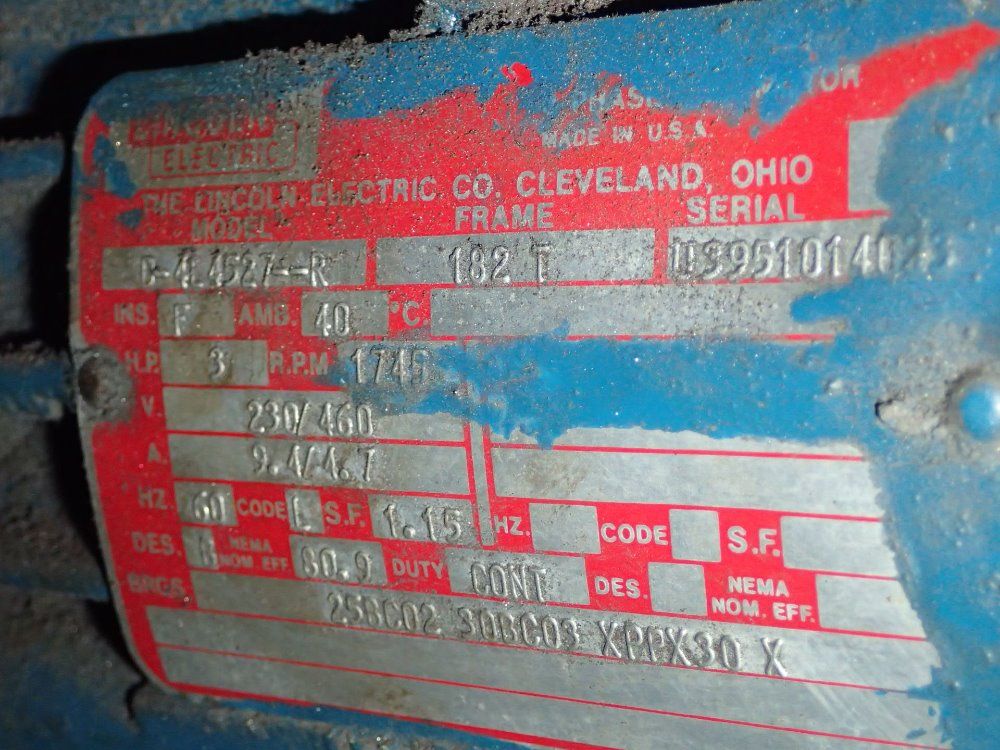 LINCOLN
ELECTRIC
MADE IN U.S.A.
THE LINCOLN ELECTRIC CO. CLEVELAND, OHIO
MODEL FRAME SERIAL
182 T
INS. F AMB. 40 °C
H.P. 3 R.P.M 1745
V. 230/460
A. 9.4/4.7
HZ. 60 CODE L S.F. 1.15 HZ. CODE S.F.
DES. NEMA NOM. EFF 80.9 DUTY CONT DES. NEMA NOM. EFF.
BRGS. 25BC02 30BC03 XPPX30 X